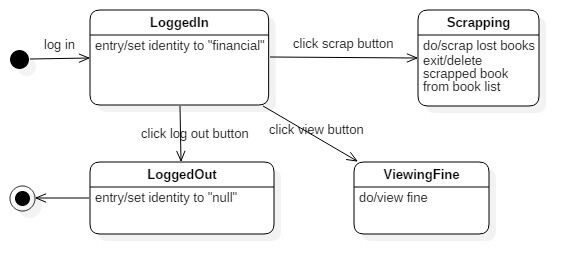 LoggedIn
entry/set identity to "financial"
log in
click scrap button
Scrapping
do/scrap lost books
exit/delete
scrapped book
from book list
click log out button
click view button
LoggedOut
entry/set identity to "null"
ViewingFine
do/view fine